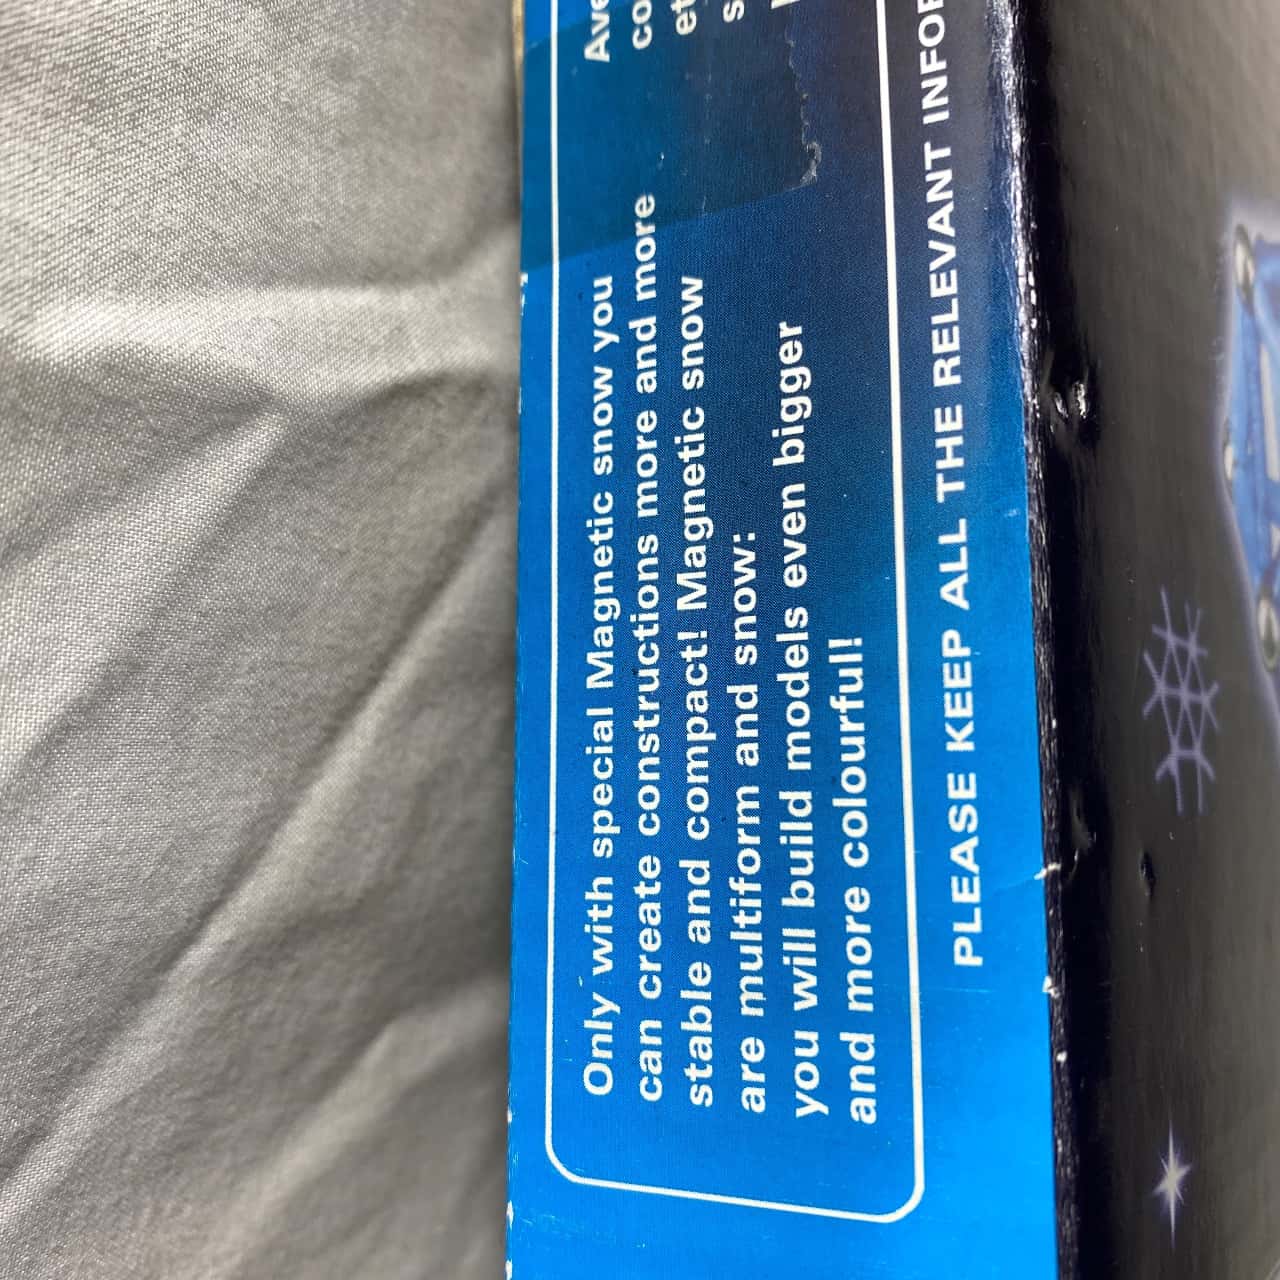 Only with special Magnetic snow you
can create constructions more and more
stable and compact! Magnetic snow
are multiform and snow:
you will build models even bigger
and more colourful!
PLEASE KEEP ALL THE RELEVANT